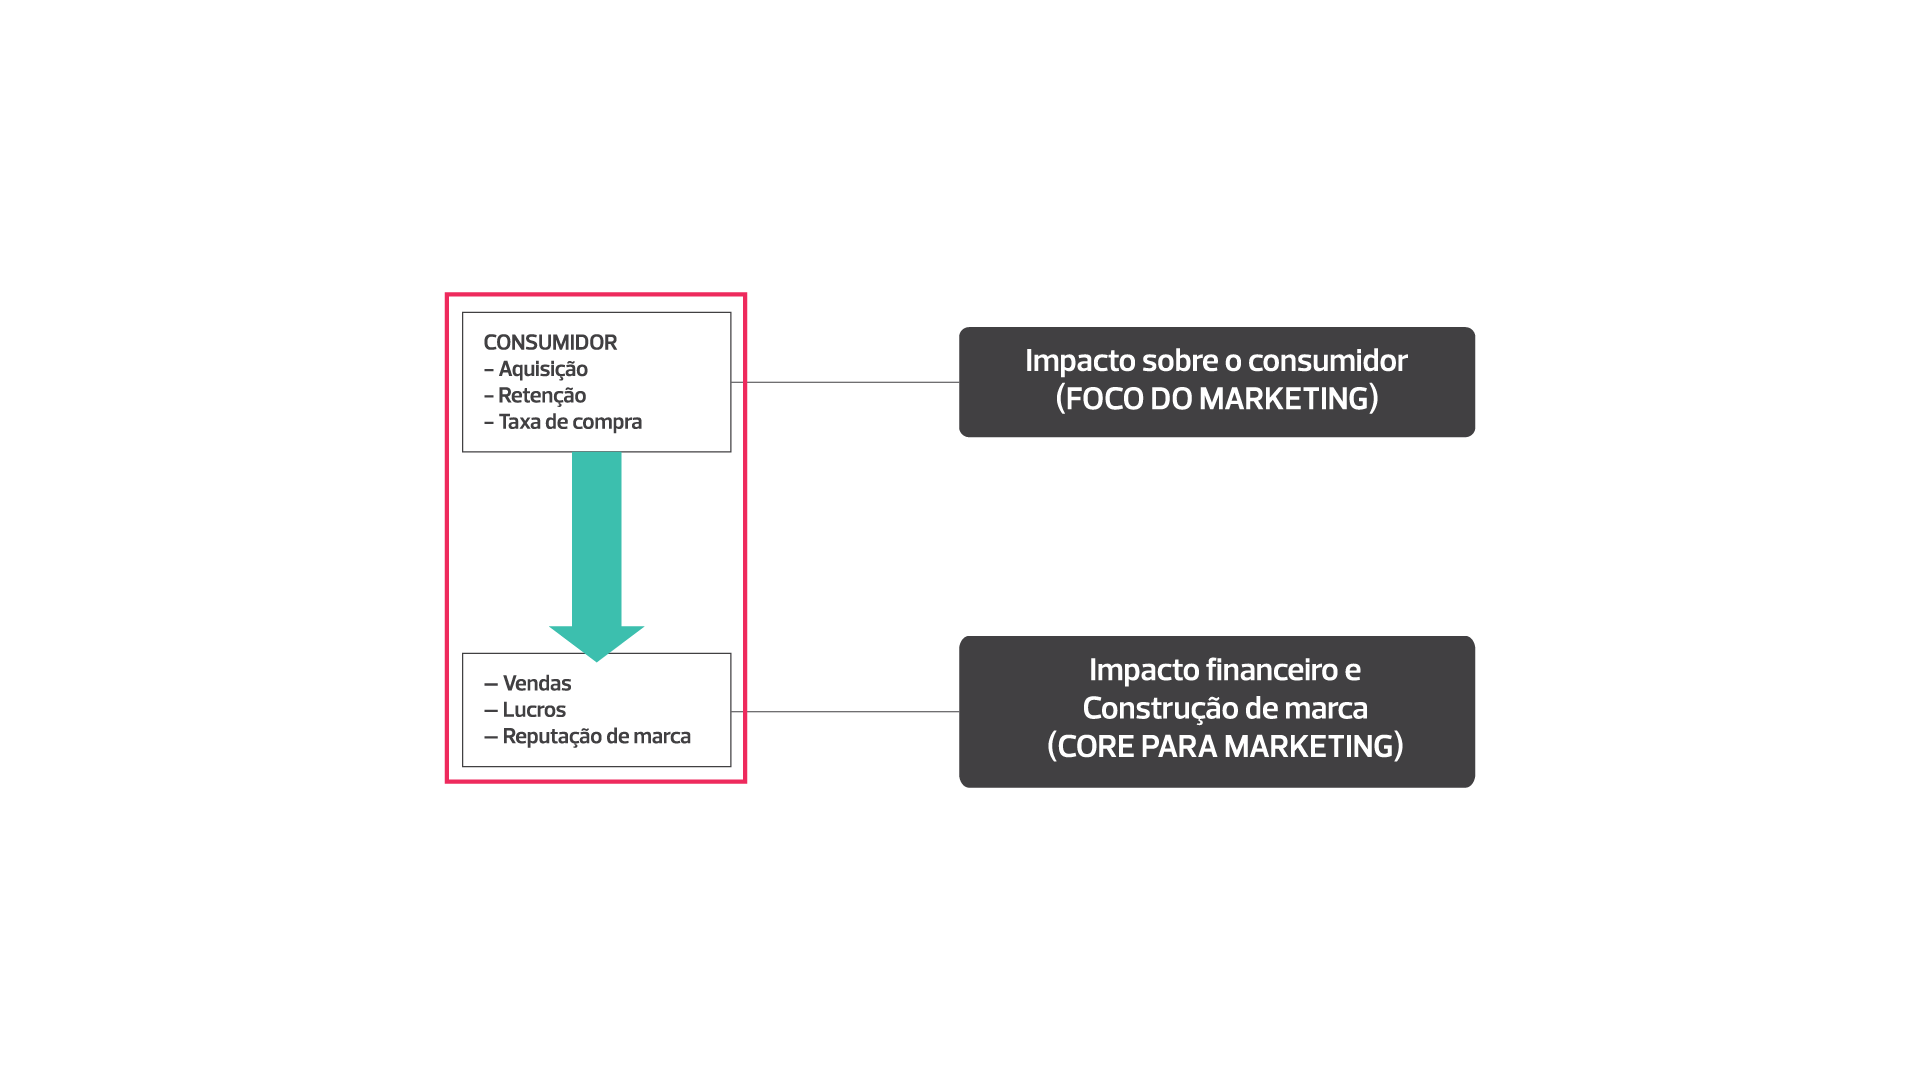 CONSUMIDOR
- Aquisição
- Retenção
- Taxa de compra
Impacto sobre o consumidor
(FOCO DO MARKETING)
— Vendas
— Lucros
— Reputação de marca
Impacto financeiro e
Construção de marca
(CORE PARA MARKETING)